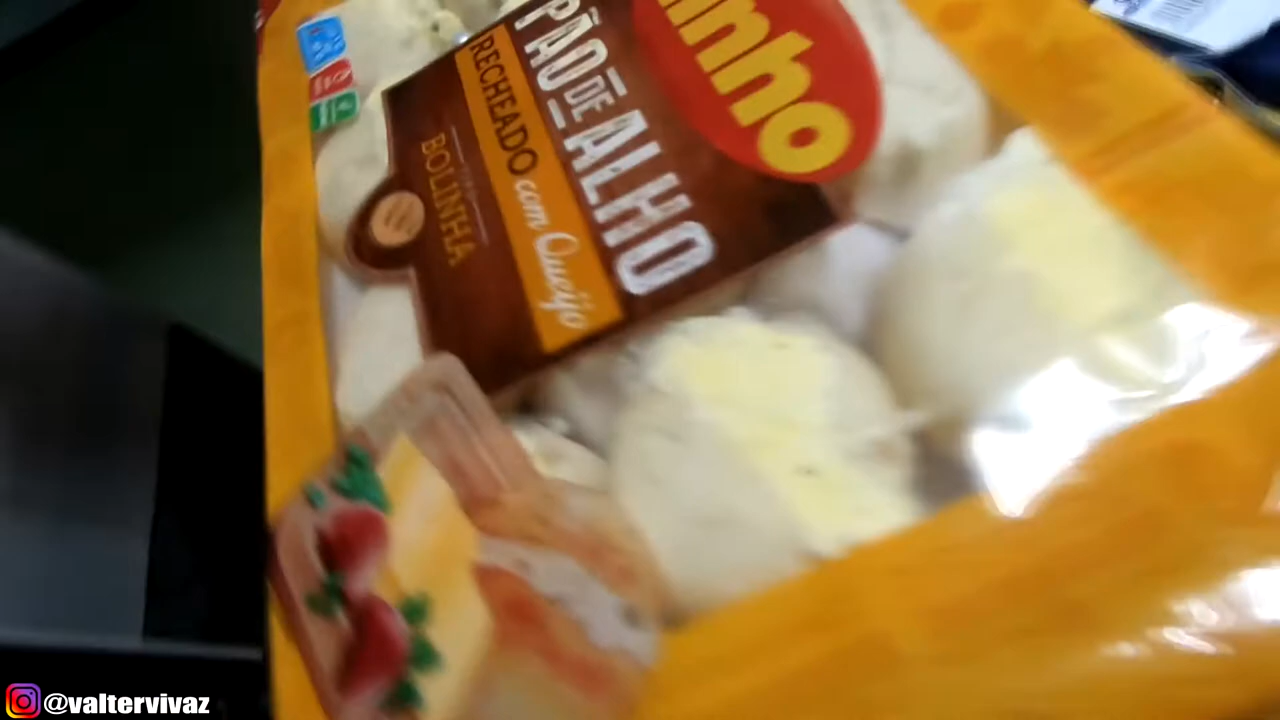 inho
PÃO DE ALHO
RECHEADO com Queijo
BOLINHA
@valtervivaz